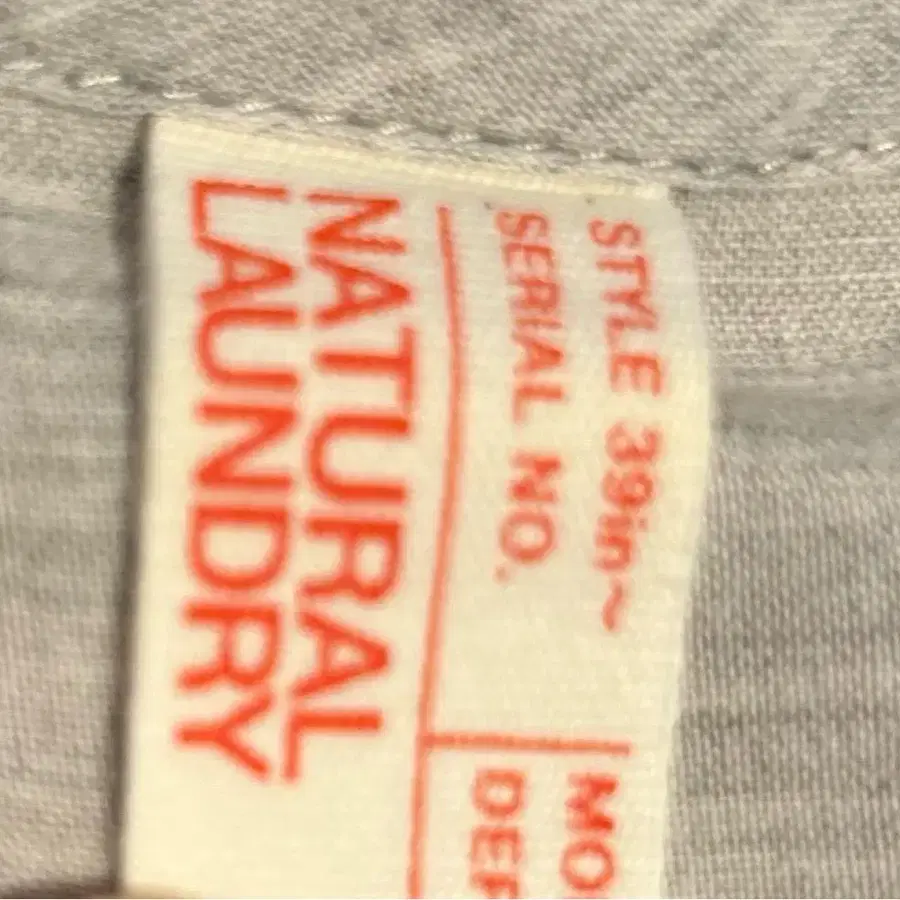 STYLE 39in~
SERIAL NO.
NATURAL
LAUNDRY